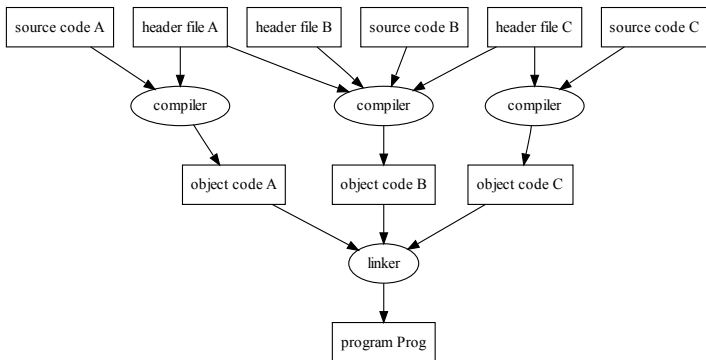 source code A
header file A
header file B
source code B
header file C
source code C
compiler
compiler
compiler
object code A
object code B
object code C
linker
program Prog